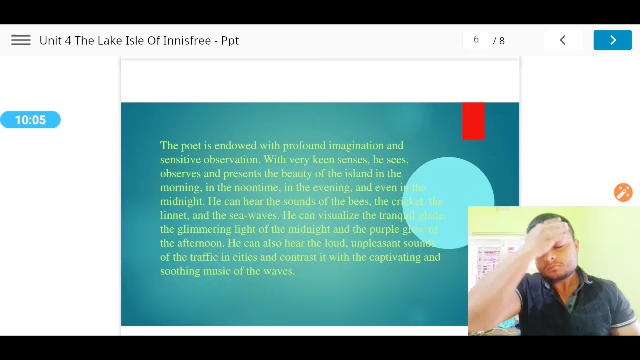 Unit 4 The Lake Isle Of Innisfree - Ppt
6 / 8
10:05
The poet is endowed with profound imagination and
sensitive observation. With very keen senses, he sees,
observes and presents the beauty of the island in the
morning, in the noontime, in the evening, and even in the
midnight. He can hear the sounds of the bees, the cricket, the
linnet, and the sea-waves. He can visualize the tranquil glade,
the glimmering light of the midnight and the purple glow of
the afternoon. He can also hear the loud, unpleasant sounds
of the traffic in cities and contrast it with the captivating and
soothing music of the waves.